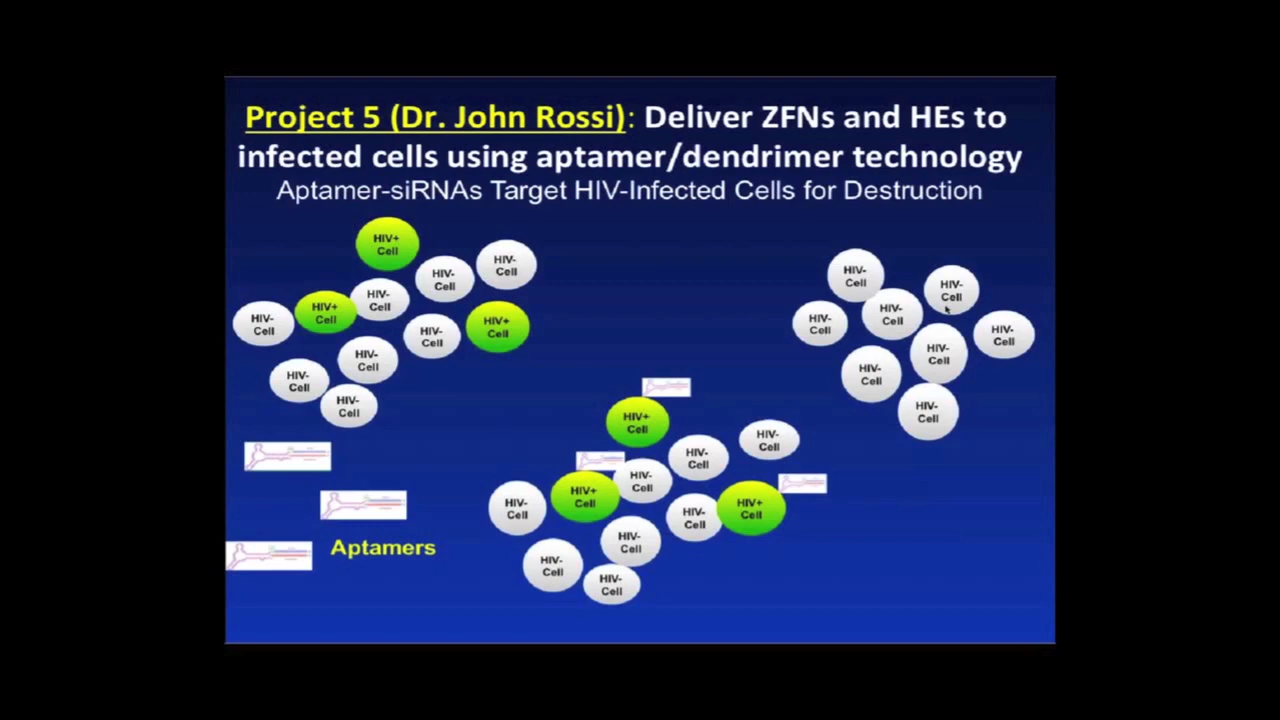 Project 5 (Dr. John Rossi): Deliver ZFNs and HEs to
infected cells using aptamer/dendrimer technology
Aptamer-siRNAs Target HIV-Infected Cells for Destruction
HIV+
Cell
HIV-
Cell
HIV-
Cell
HIV-
Cell
HIV+
Cell
HIV-
Cell
HIV-
Cell
HIV+
Cell
HIV-
Cell
HIV-
Cell
HIV-
Cell
HIV-
Cell
HIV-
Cell
HIV-
Cell
HIV-
Cell
HIV-
Cell
HIV-
Cell
HIV-
Cell
HIV-
Cell
HIV+
Cell
HIV-
Cell
HIV-
Cell
HIV-
Cell
HIV+
Cell
HIV-
Cell
HIV-
Cell
HIV+
Cell
HIV-
Cell
HIV-
Cell
HIV-
Cell
Aptamers